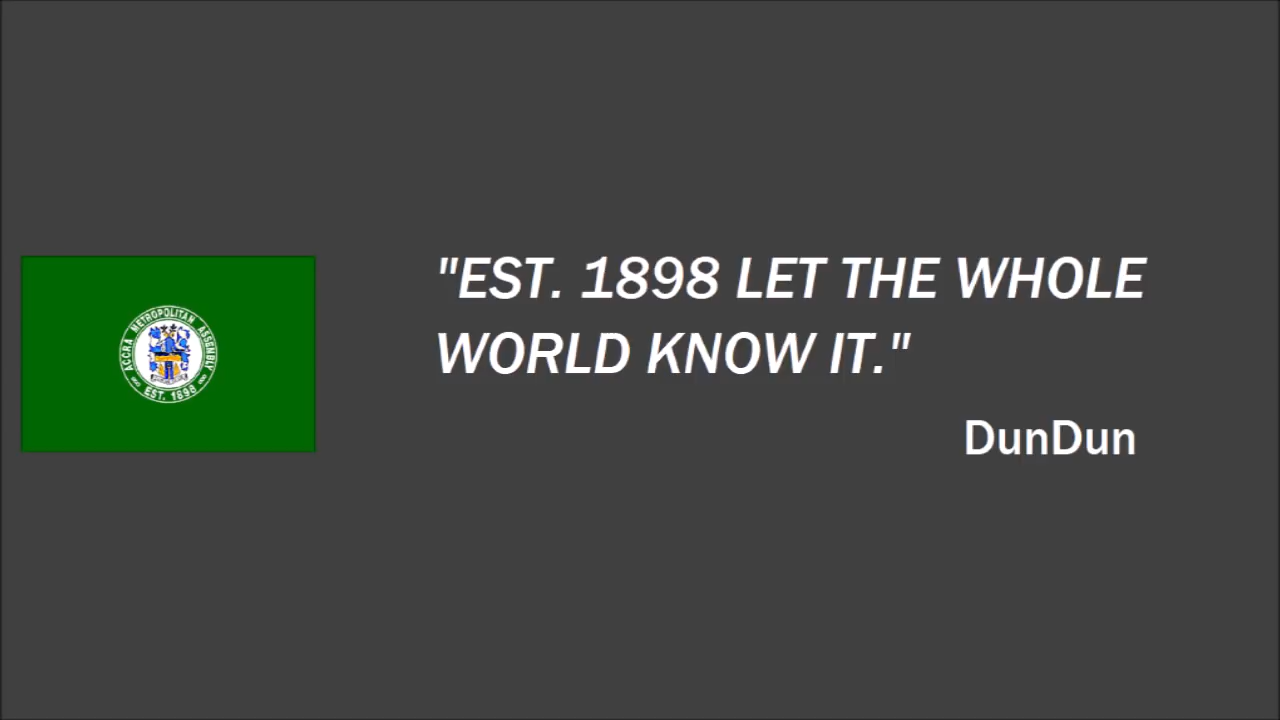 ACCRA METROPOLITAN ASSEMBLY
EST. 1898
"EST. 1898 LET THE WHOLE
WORLD KNOW IT."
DunDun